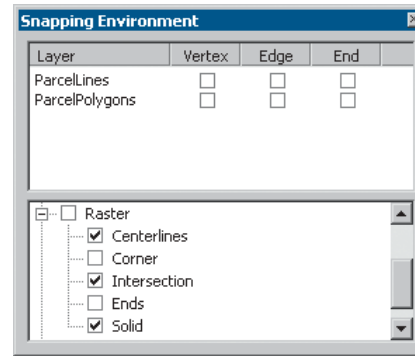 Snapping Environment
Layer Vertex Edge End
ParcelLines
ParcelPolygons
Raster
Centerlines
Corner
Intersection
Ends
Solid